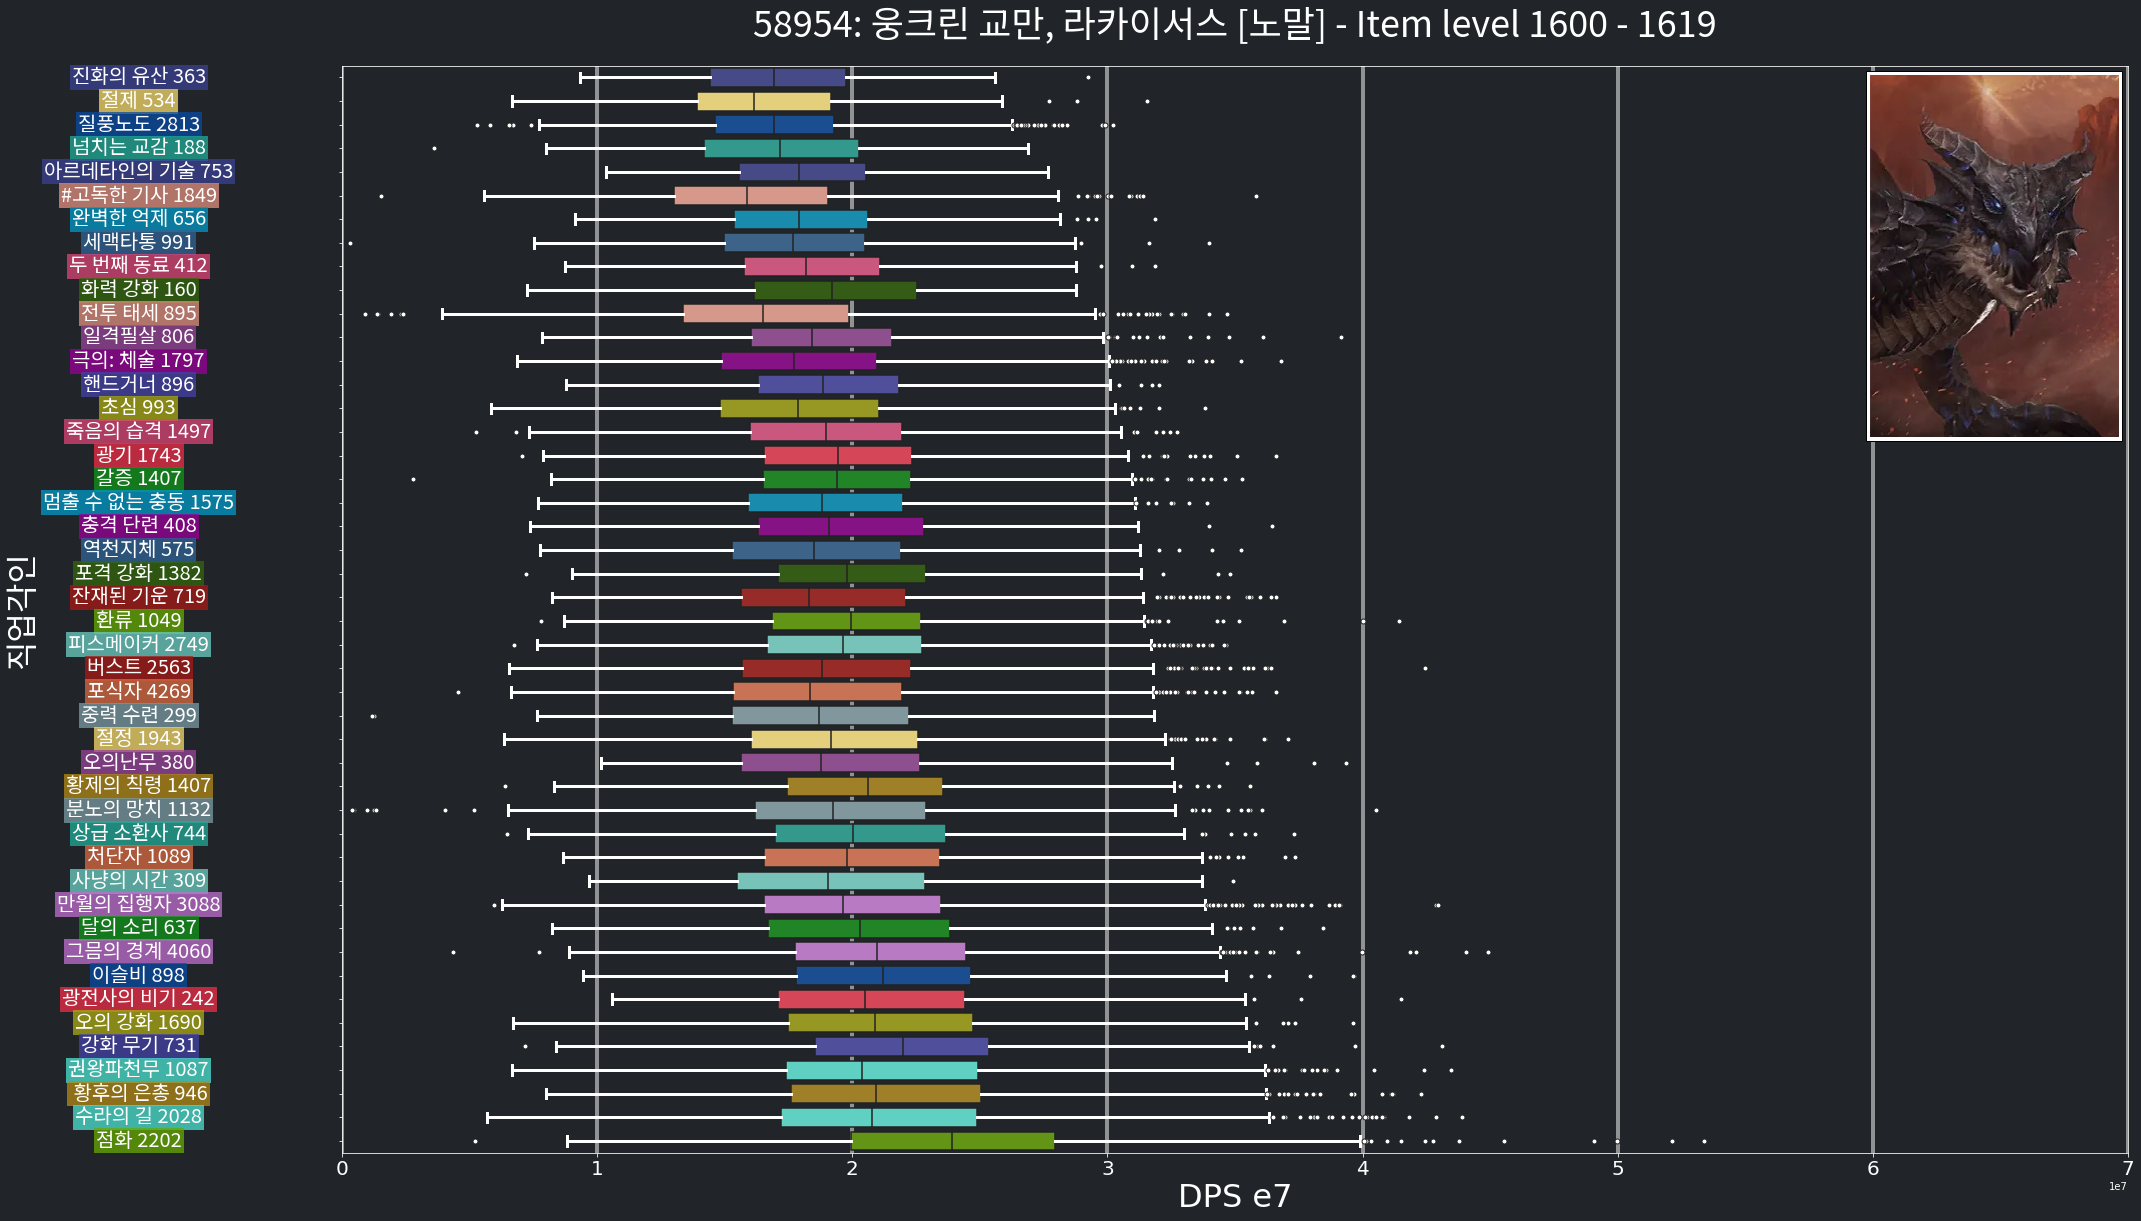 58954: 웅크린 교만, 라카이서스 [노말] - Item level 1600 - 1619
진화의 유산 363
절제 534
질풍노도 2813
넘치는 교감 188
아르데타인의 기술 753
#고독한 기사 1849
완벽한 억제 656
세맥타통 991
두 번째 동료 412
화력 강화 160
전투 태세 895
일격필살 806
극의: 체술 1797
핸드거너 896
초심 993
죽음의 습격 1497
광기 1743
갈증 1407
멈출 수 없는 충동 1575
충격 단련 408
역천지체 575
포격 강화 1382
잔재된 기운 719
환류 1049
피스메이커 2749
버스트 2563
포식자 4269
중력 수련 299
절정 1943
오의난무 380
황제의 칙령 1407
분노의 망치 1132
상급 소환사 744
처단자 1089
사냥의 시간 309
만월의 집행자 3088
달의 소리 637
그믐의 경계 4060
이슬비 898
광전사의 비기 242
오의 강화 1690
강화 무기 731
권왕파천무 1087
황후의 은총 946
수라의 길 2028
점화 2202
직업각인
0 1 2 3 4 5 6 7
DPS e7
1e7